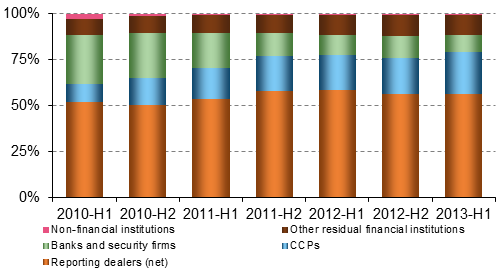 100%
75%
50%
25%
0%
2010-H1 2010-H2 2011-H1 2011-H2 2012-H1 2012-H2 2013-H1
Non-financial institutions Other residual financial institutions
Banks and security firms CCPs
Reporting dealers (net)